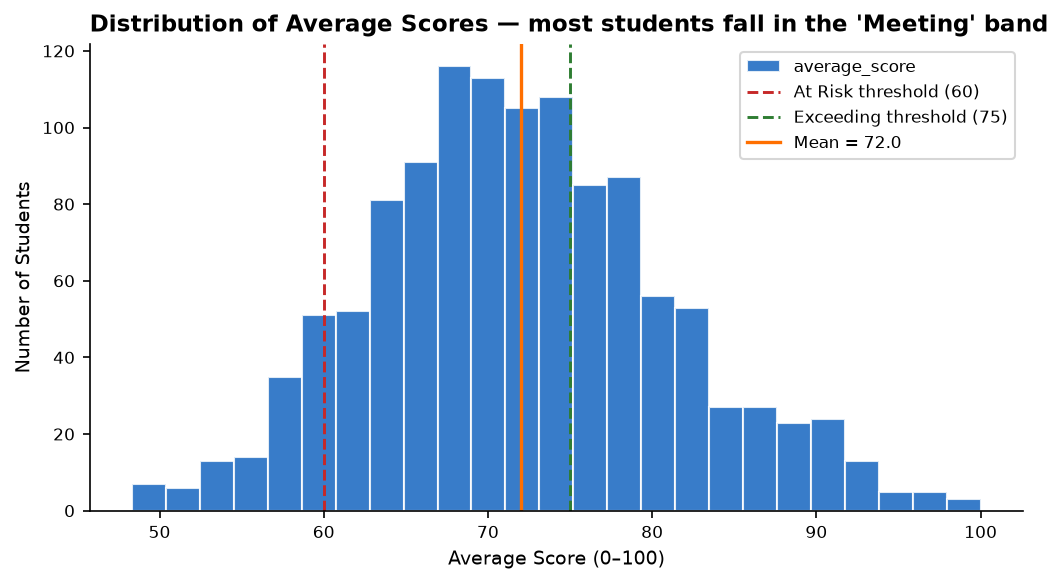 Distribution of Average Scores — most students fall in the 'Meeting' band
average_score
At Risk threshold (60)
Exceeding threshold (75)
Mean = 72.0
Number of Students
120
100
80
60
40
20
0
50
60
70
80
90
100
Average Score (0–100)